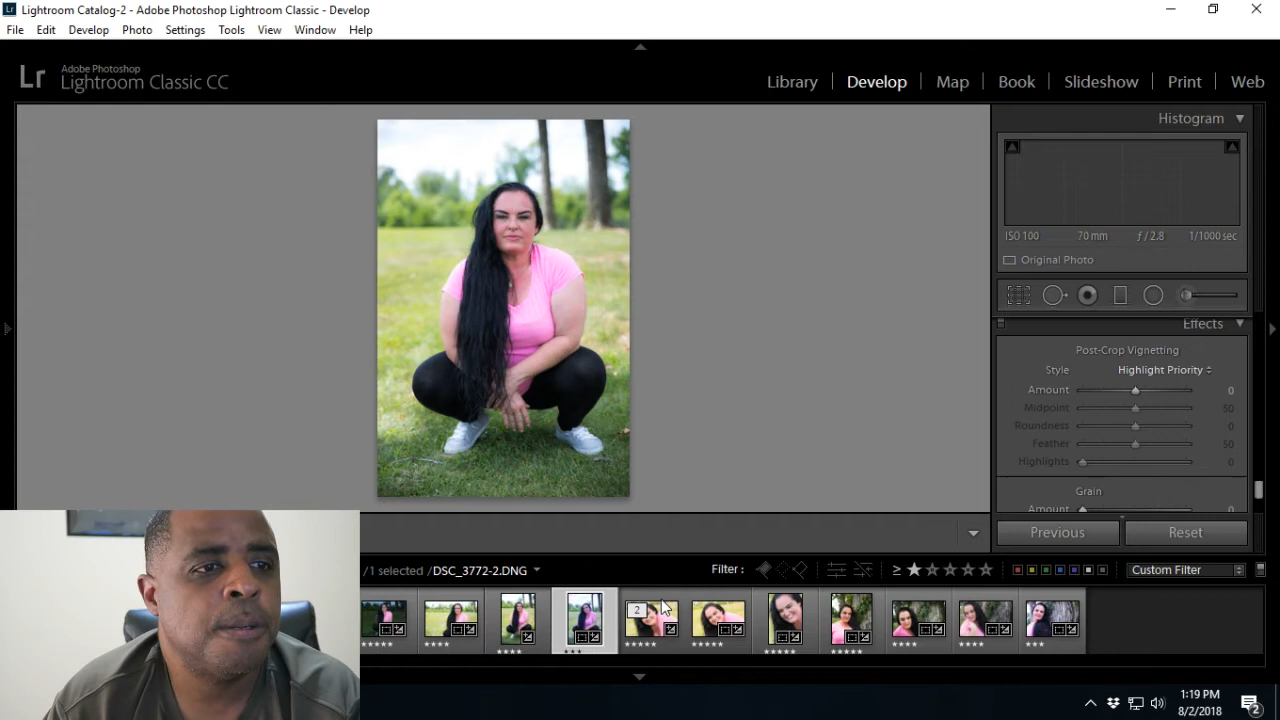 Lr Lightroom Catalog-2 - Adobe Photoshop Lightroom Classic - Develop
File Edit Develop Photo Settings Tools View Window Help
Lr Adobe Photoshop
Lightroom Classic CC
Library Develop Map Book Slideshow Print Web
Histogram
ISO 100 70 mm ƒ / 2.8 1/1000 sec
Original Photo
Effects
Post-Crop Vignetting
Style Highlight Priority
Amount 0
Midpoint 50
Roundness 0
Feather 50
Highlights 0
Grain
Amount 0
Previous Reset
/1 selected /DSC_3772-2.DNG Filter : ≥ Custom Filter
2
1:19 PM
8/2/2018
2